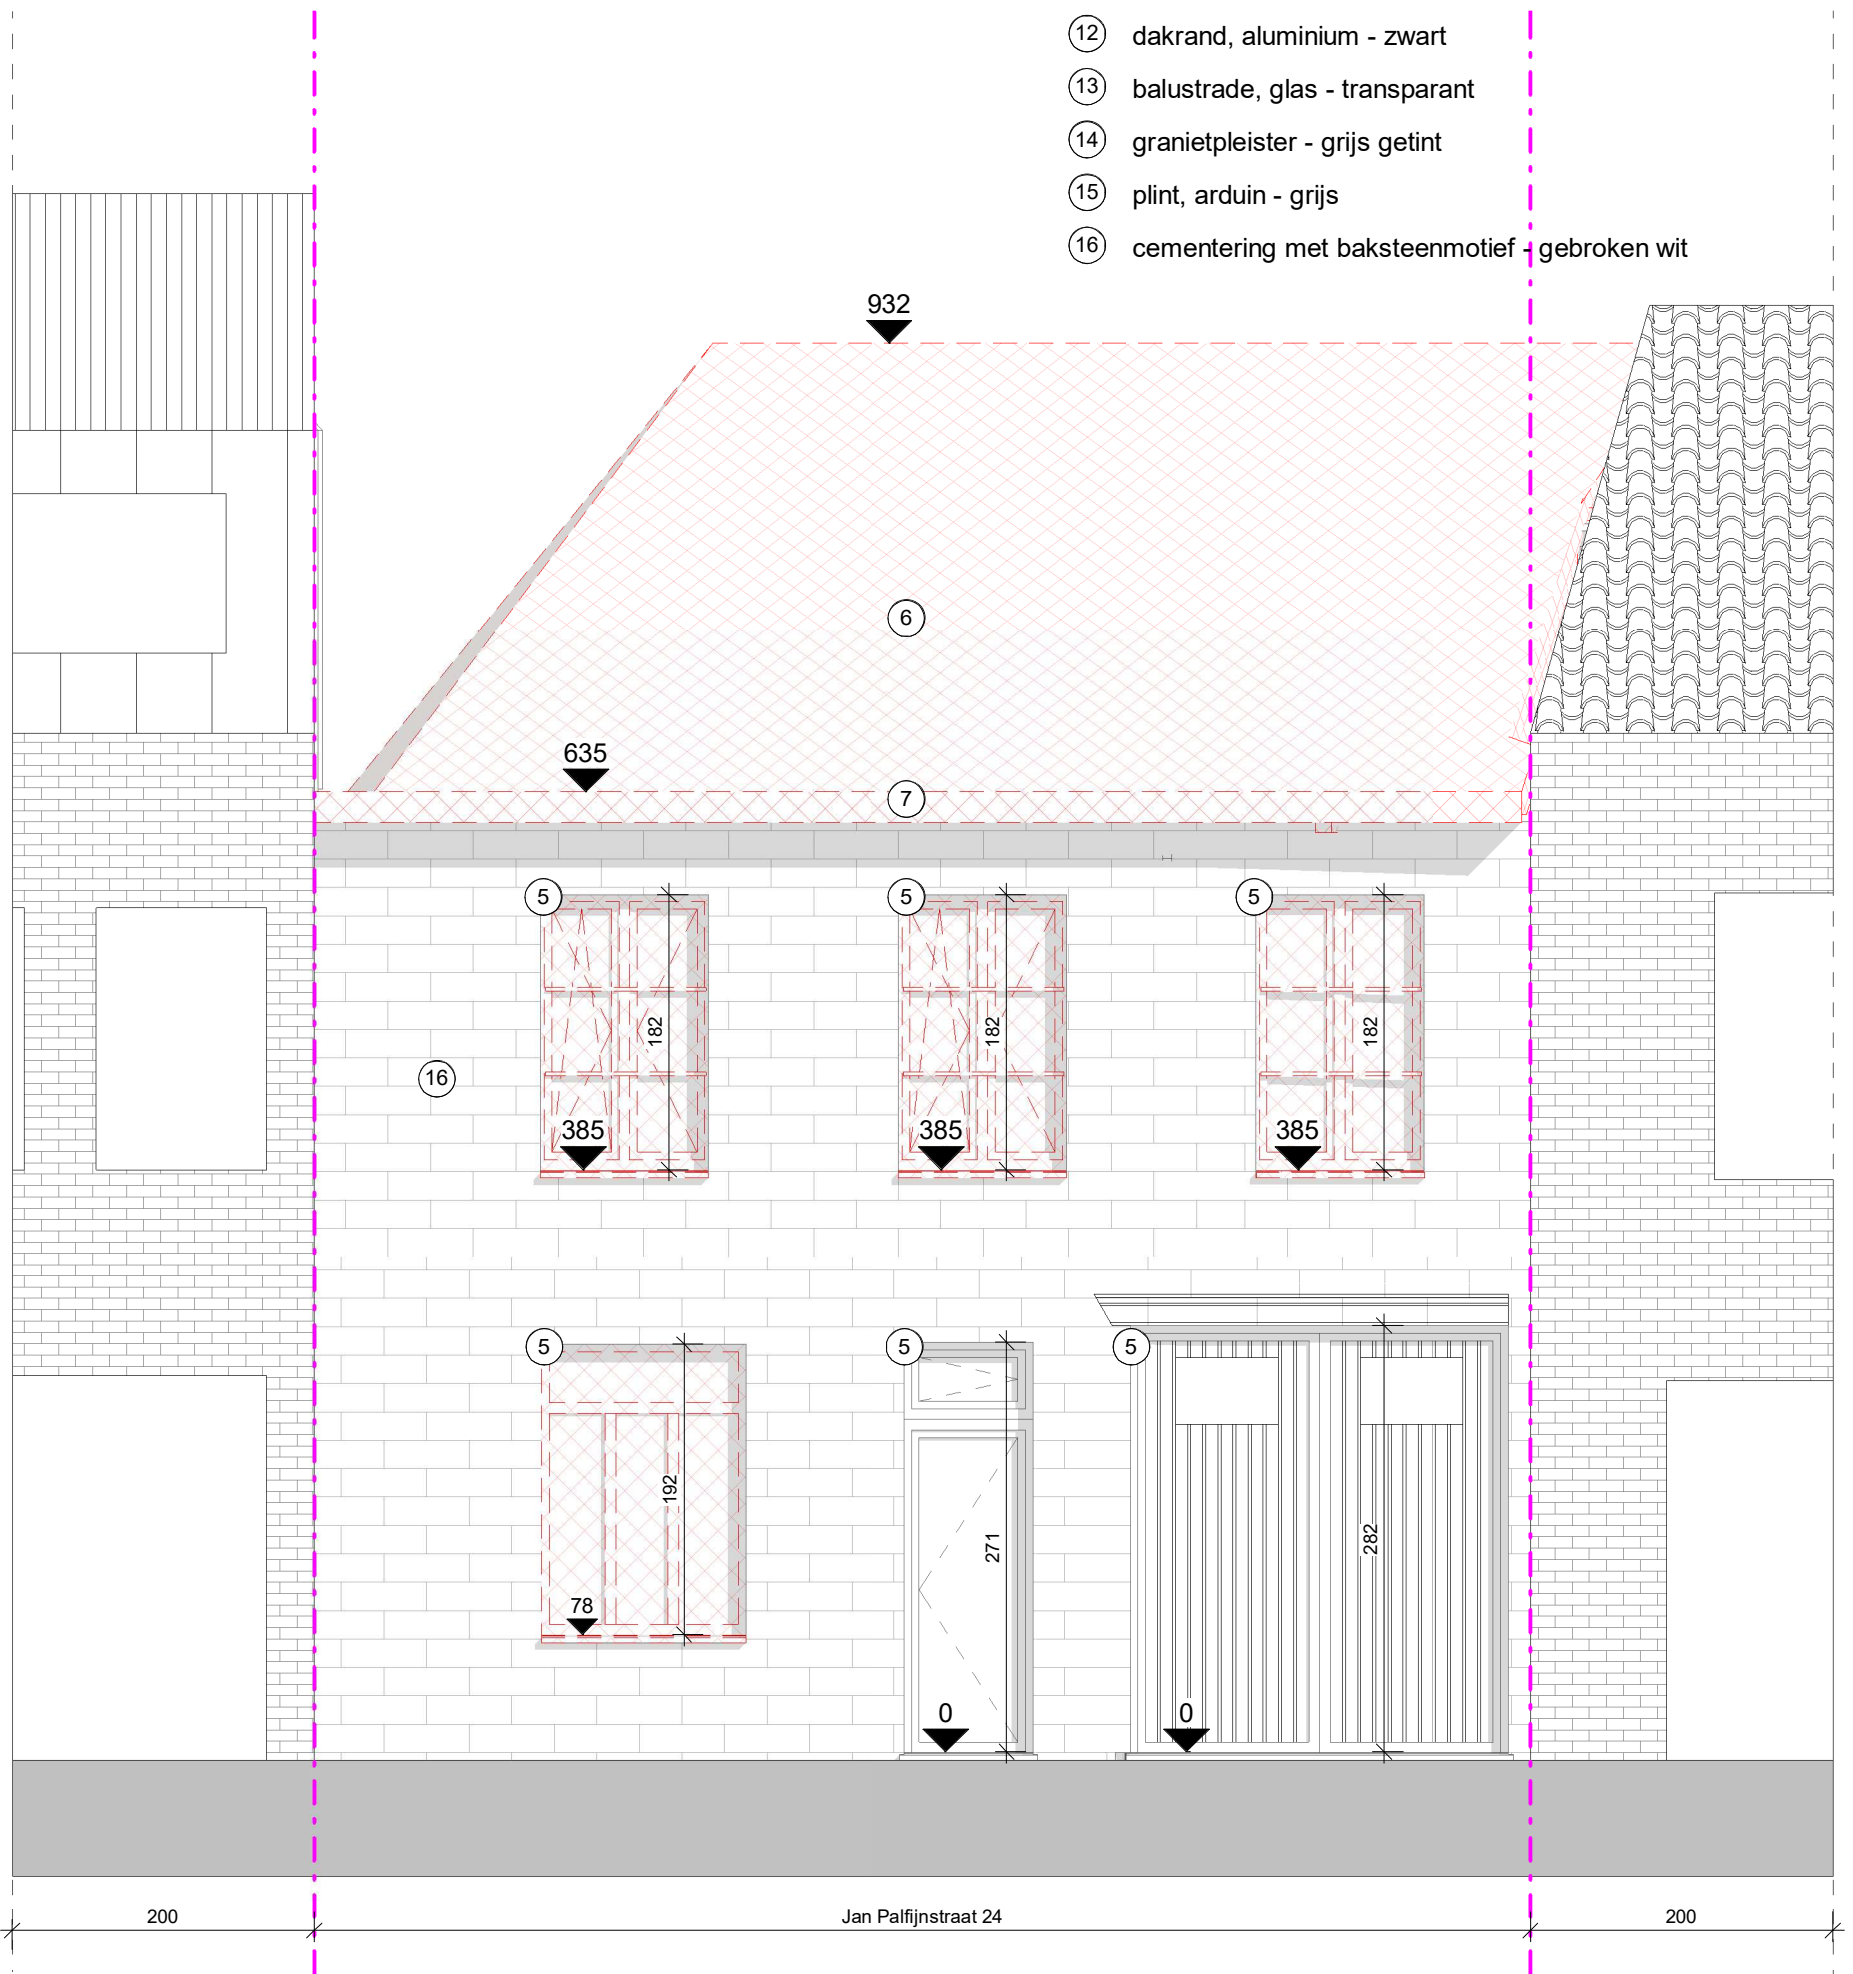 12 dakrand, aluminium - zwart
13 balustrade, glas - transparant
14 granietpleister - grijs getint
15 plint, arduin - grijs
16 cementering met baksteenmotief - gebroken wit
932
6
635
7
5 5 5
182 182 182
16
385 385 385
5 5 5
192
271
282
78
0 0
200 Jan Palfijnstraat 24 200